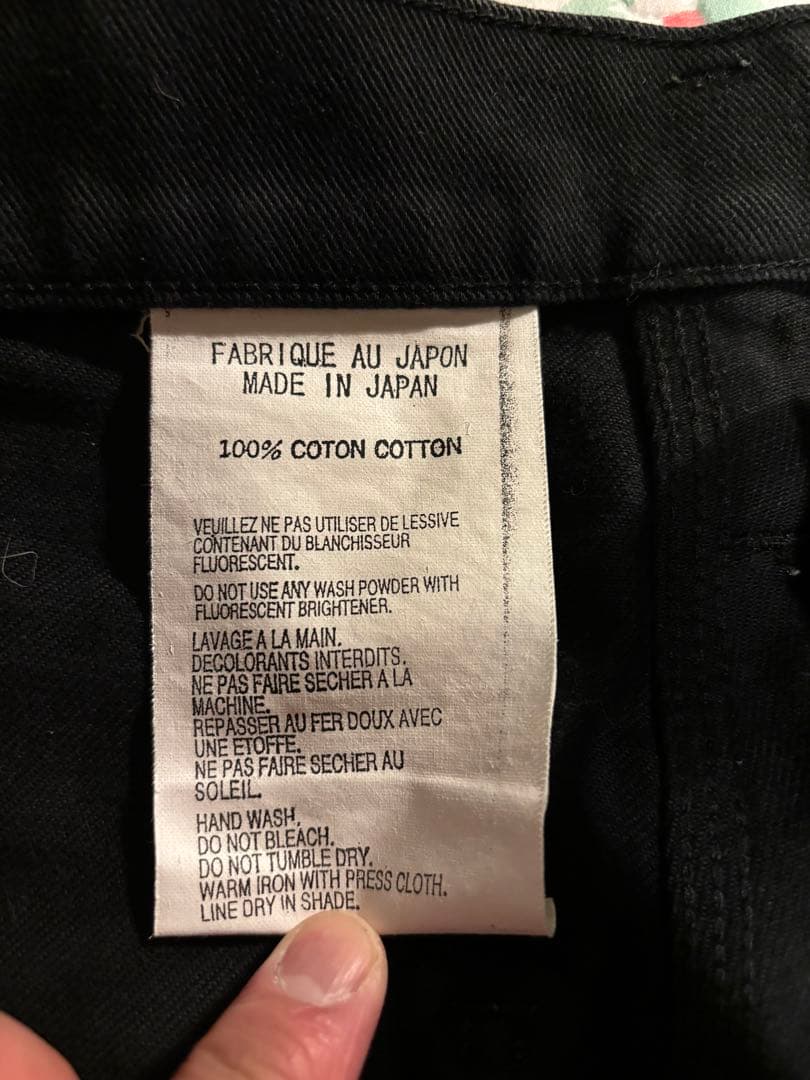 FABRIQUE AU JAPON
MADE IN JAPAN
100% COTON COTTON
VEUILLEZ NE PAS UTILISER DE LESSIVE
CONTENANT DU BLANCHISSEUR
FLUORESCENT.
DO NOT USE ANY WASH POWDER WITH
FLUORESCENT BRIGHTENER.
LAVAGE A LA MAIN.
DECOLORANTS INTERDITS.
NE PAS FAIRE SECHER A LA
MACHINE.
REPASSER AU FER DOUX AVEC
UNE ETOFFE.
NE PAS FAIRE SECHER AU
SOLEIL.
HAND WASH.
DO NOT BLEACH.
DO NOT TUMBLE DRY.
WARM IRON WITH PRESS CLOTH.
LINE DRY IN SHADE.